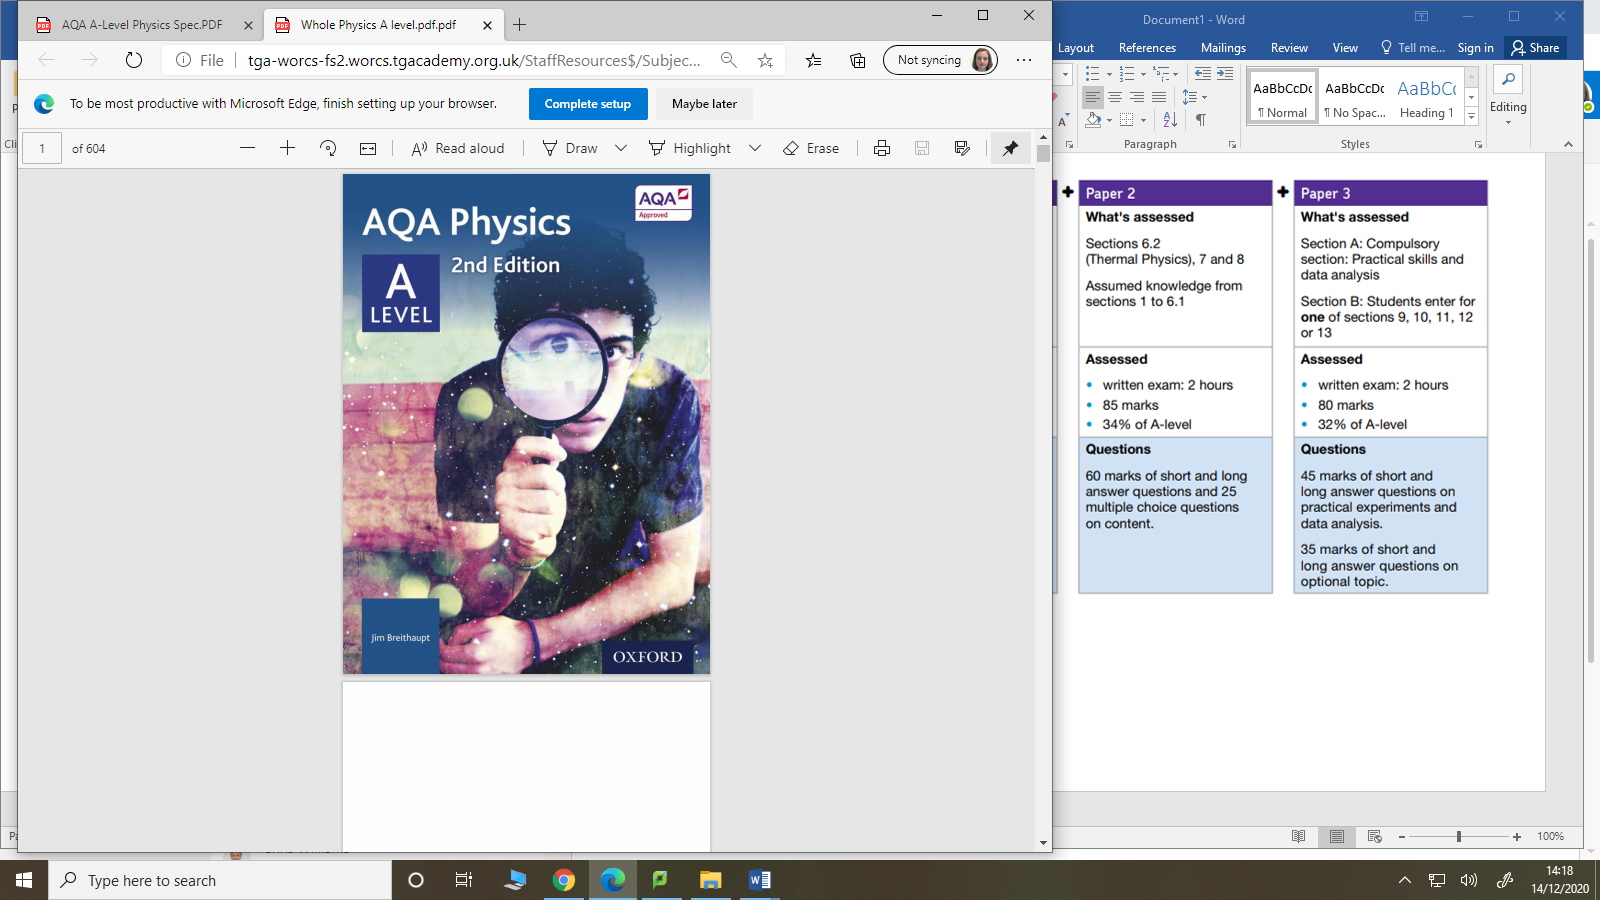 AQA A-Level Physics Spec.PDF
Whole Physics A level.pdf.pdf
File
tga-worcs-fs2.worcs.tgacademy.org.uk/StaffResources$/Subjec...
Not syncing
To be most productive with Microsoft Edge, finish setting up your browser.
Complete setup
Maybe later
1 of 604
Read aloud
Draw
Highlight
Erase
AQA
Approved
AQA Physics
2nd Edition
A
LEVEL
Jim Breithaupt
OXFORD
Document1 - Word
Layout References Mailings Review View Tell me... Sign in Share
AaBbCcDc AaBbCcDc AaBbCc
¶ Normal ¶ No Spac... Heading 1
Editing
Paragraph
Styles
Paper 2
What's assessed
Sections 6.2
(Thermal Physics), 7 and 8
Assumed knowledge from
sections 1 to 6.1
Assessed
• written exam: 2 hours
• 85 marks
• 34% of A-level
Questions
60 marks of short and long
answer questions and 25
multiple choice questions
on content.
Paper 3
What's assessed
Section A: Compulsory
section: Practical skills and
data analysis
Section B: Students enter for
one of sections 9, 10, 11, 12
or 13
Assessed
• written exam: 2 hours
• 80 marks
• 32% of A-level
Questions
45 marks of short and
long answer questions on
practical experiments and
data analysis.
35 marks of short and
long answer questions on
optional topic.
100%
Type here to search
14:18
14/12/2020